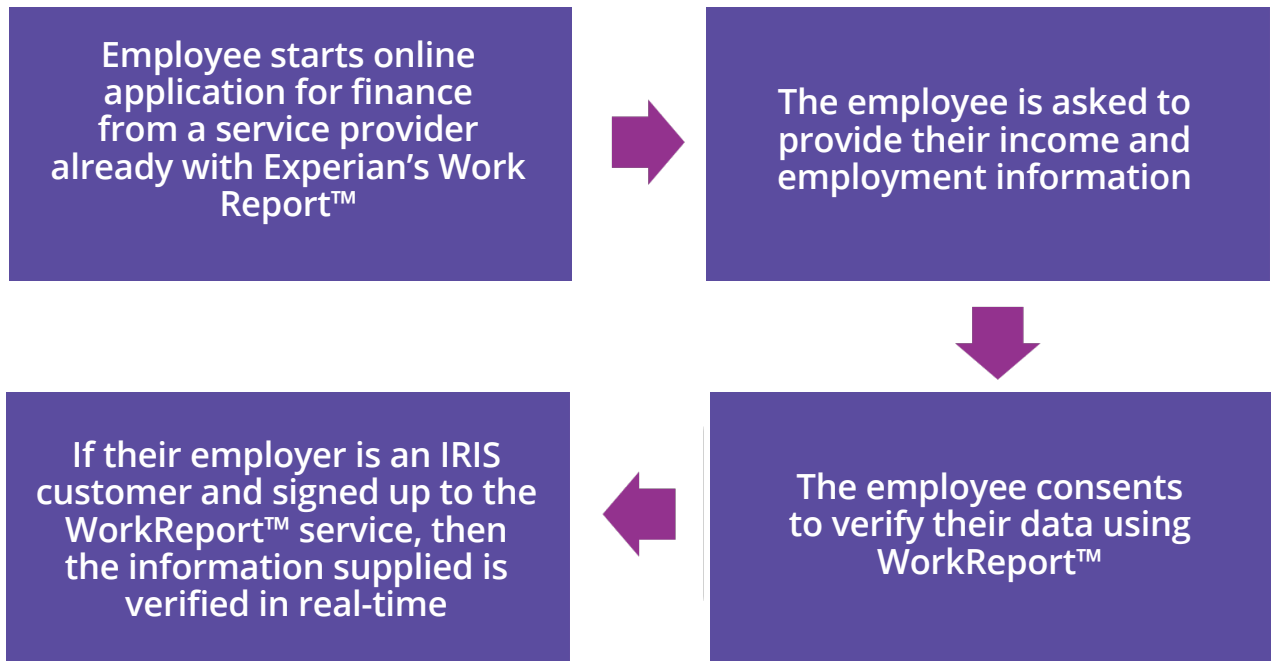 Employee starts online
application for finance
from a service provider
already with Experian’s Work
Report™
The employee is asked to
provide their income and
employment information
The employee consents
to verify their data using
WorkReport™
If their employer is an IRIS
customer and signed up to the
WorkReport™ service, then
the information supplied is
verified in real-time